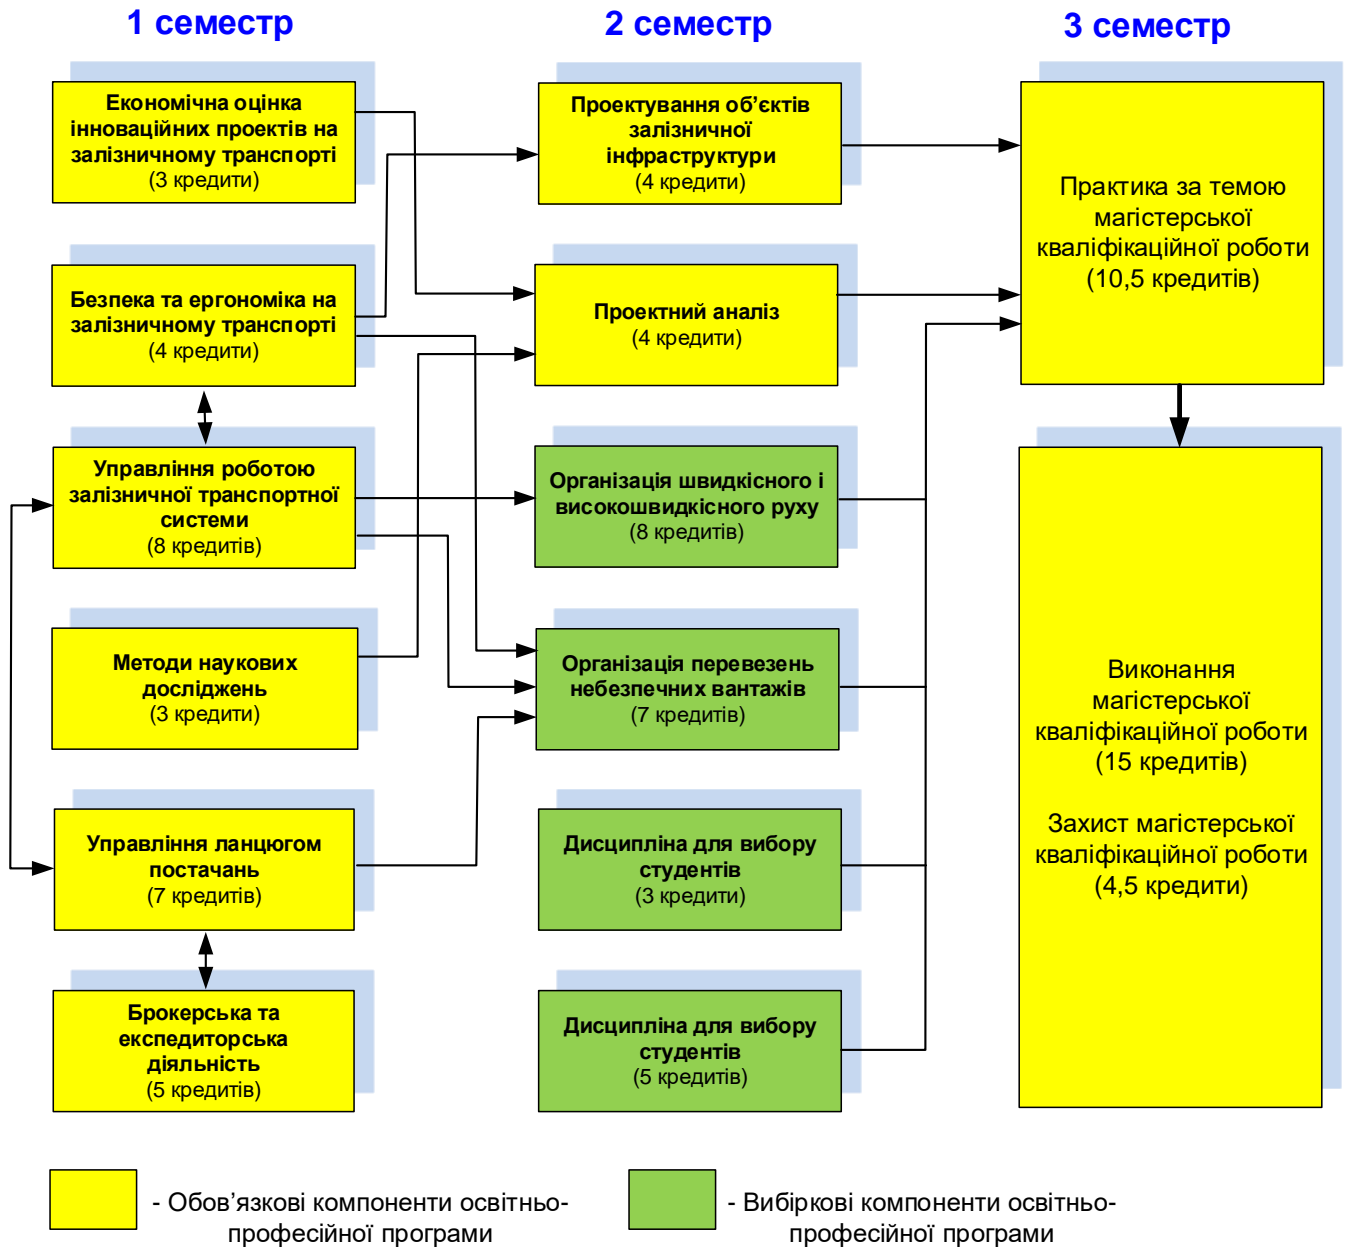 1 семестр
2 семестр
3 семестр
Економічна оцінка
інноваційних проектів на
залізничному транспорті
(3 кредити)
Безпека та ергономіка на
залізничному транспорті
(4 кредити)
Управління роботою
залізничної транспортної
системи
(8 кредитів)
Методи наукових
досліджень
(3 кредити)
Управління ланцюгом
постачань
(7 кредитів)
Брокерська та
експедиторська
діяльність
(5 кредитів)
Проектування об’єктів
залізничної
інфраструктури
(4 кредити)
Проектний аналіз
(4 кредити)
Організація швидкісного і
високошвидкісного руху
(8 кредитів)
Організація перевезень
небезпечних вантажів
(7 кредитів)
Дисципліна для вибору
студентів
(3 кредити)
Дисципліна для вибору
студентів
(5 кредитів)
Практика за темою
магістерської
кваліфікаційної роботи
(10,5 кредитів)
Виконання
магістерської
кваліфікаційної роботи
(15 кредитів)
Захист магістерської
кваліфікаційної роботи
(4,5 кредити)
- Обов’язкові компоненти освітньо-
професійної програми
- Вибіркові компоненти освітньо-
професійної програми